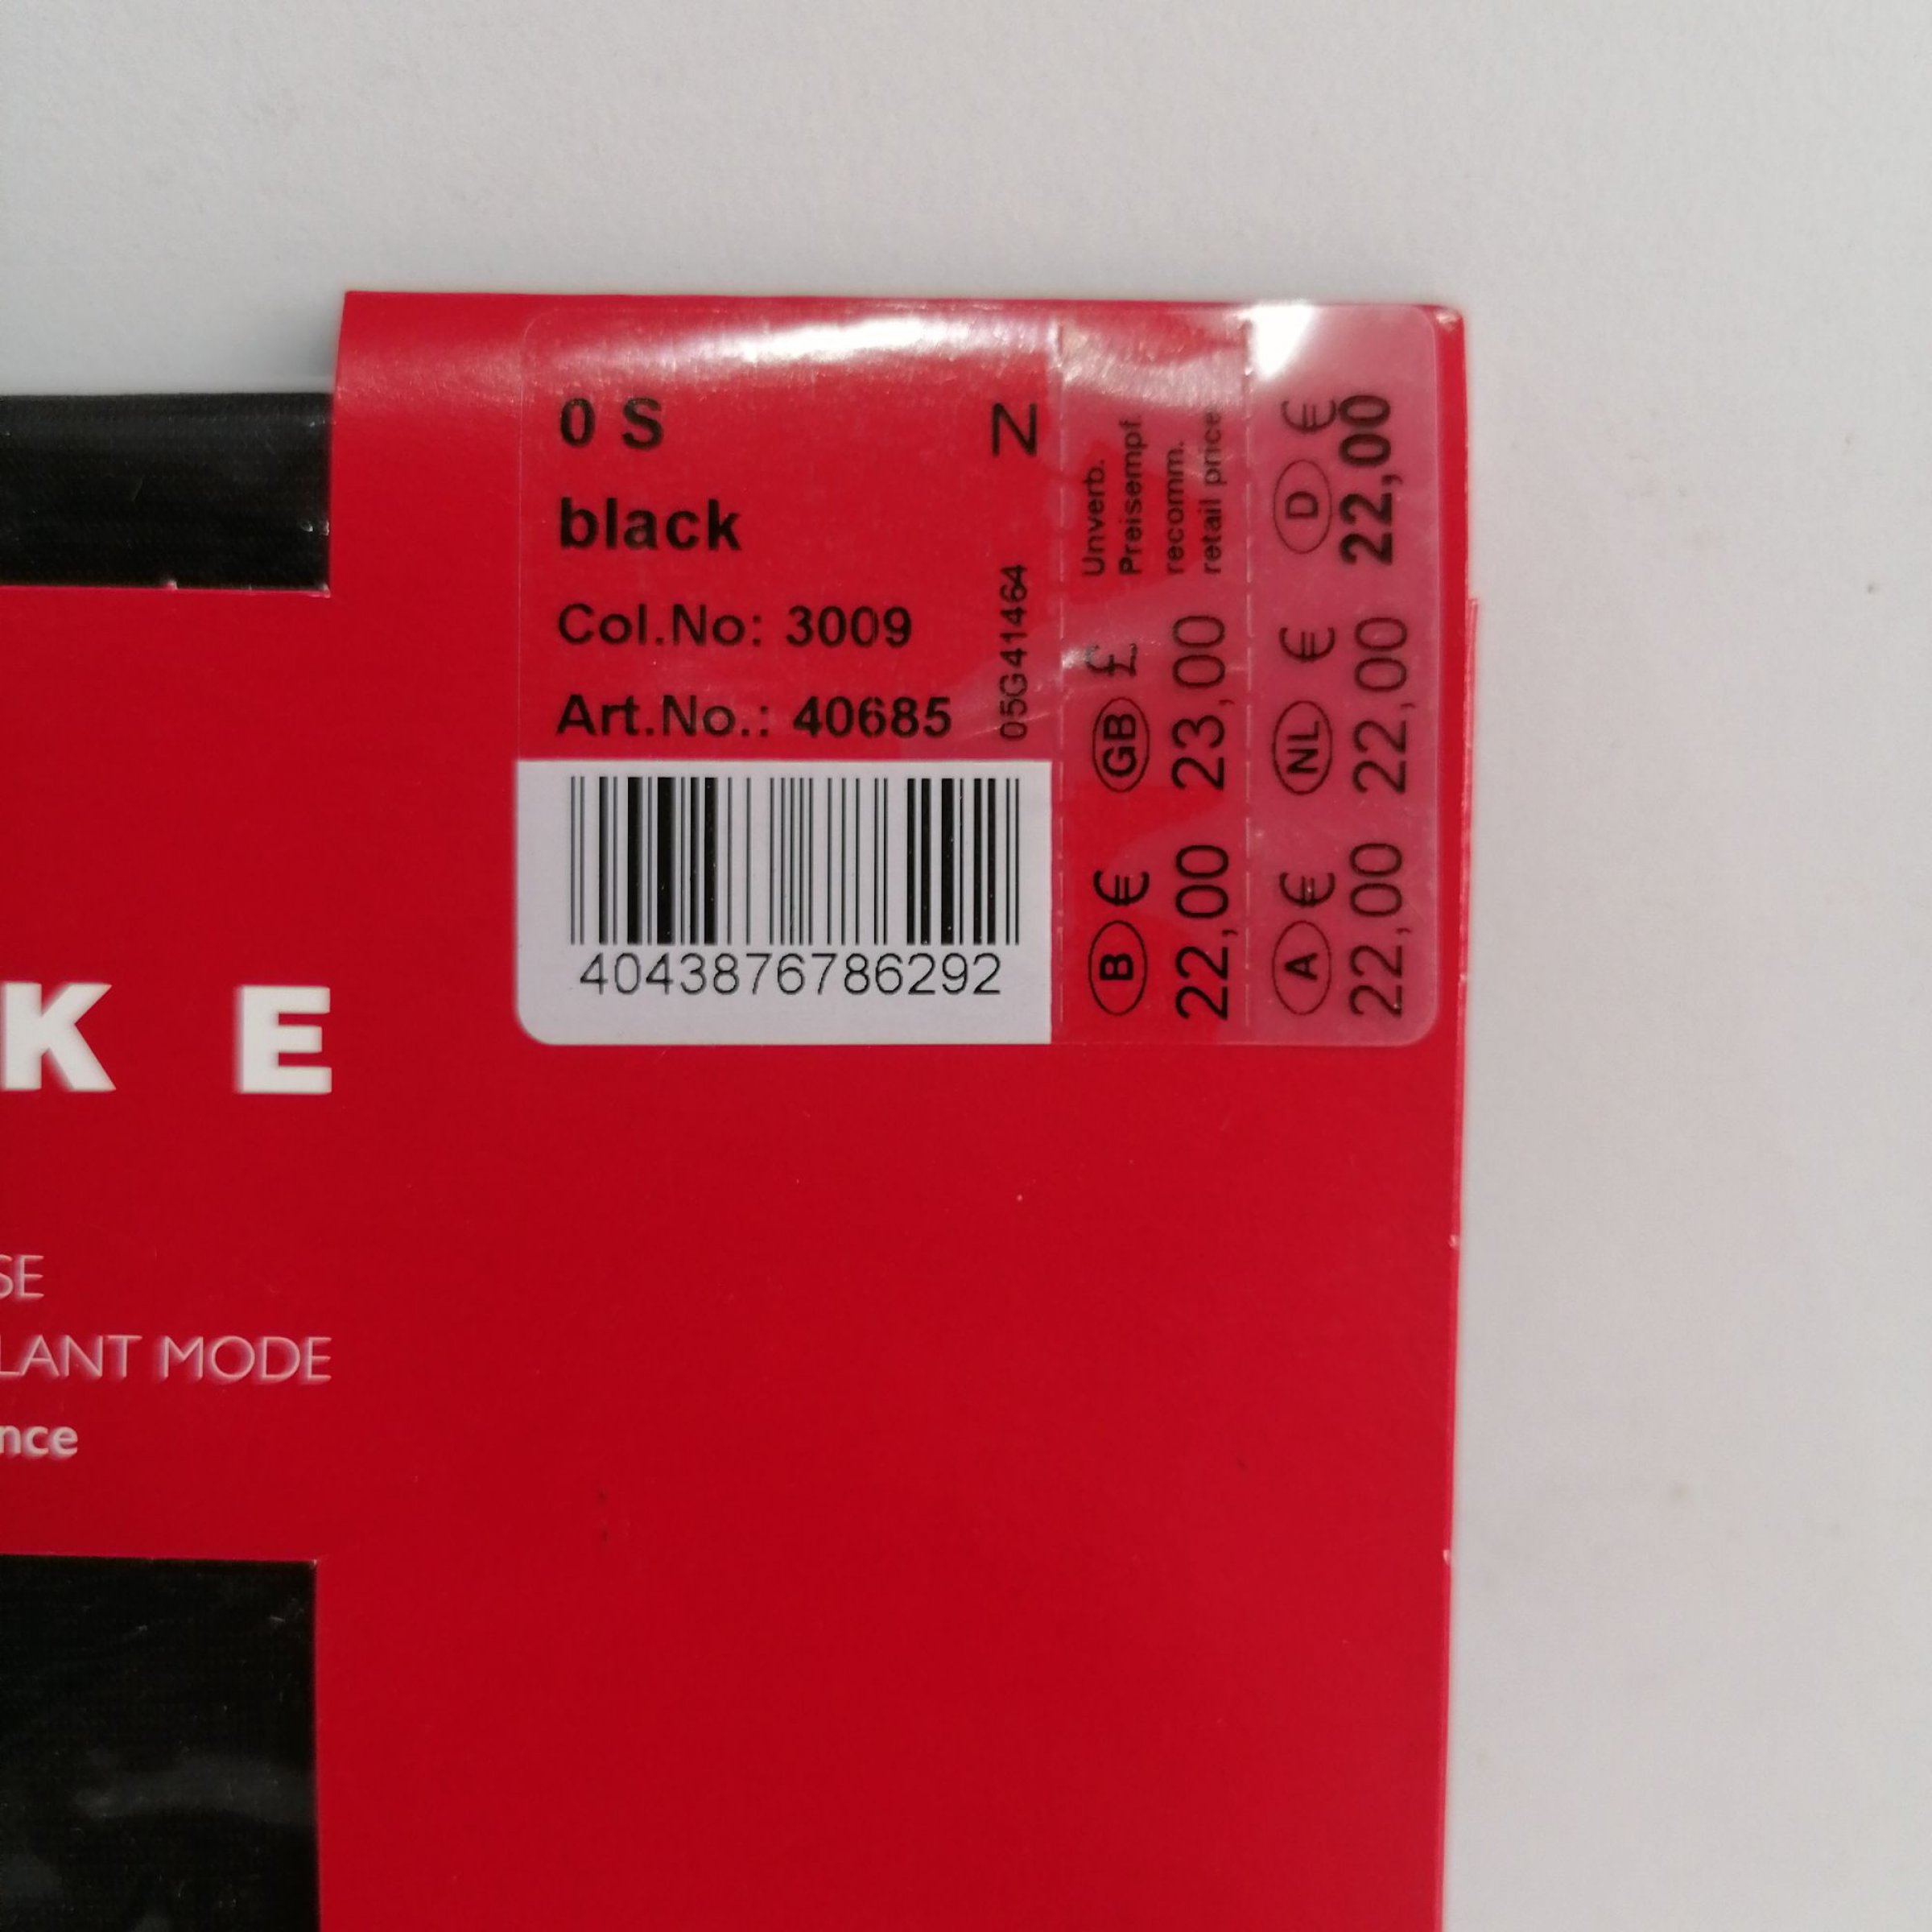 0 S N
black
Col.No: 3009
Art.No.: 40685
05G41464
4043876786292
Unverb.
Preisempf.
recomm.
retail price
B € GB £
22,00 23,00
A € NL € D €
22,00 22,00 22,00
K E
SE
LANT MODE
nce